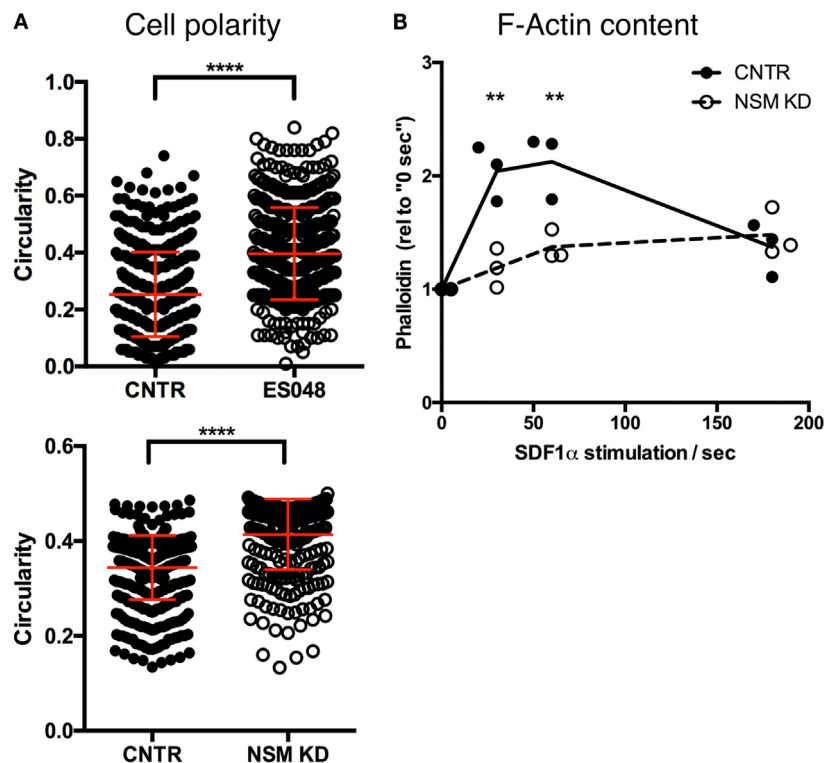 A Cell polarity
****
1.0
0.8
0.6
0.4
0.2
0.0
Circularity
CNTR ES048
****
0.6
0.4
0.2
0.0
Circularity
CNTR NSM KD
B F-Actin content
CNTR
NSM KD
** **
3
2
1
0
Phalloidin (rel to "0 sec")
0 50 100 150 200
SDF1α stimulation / sec